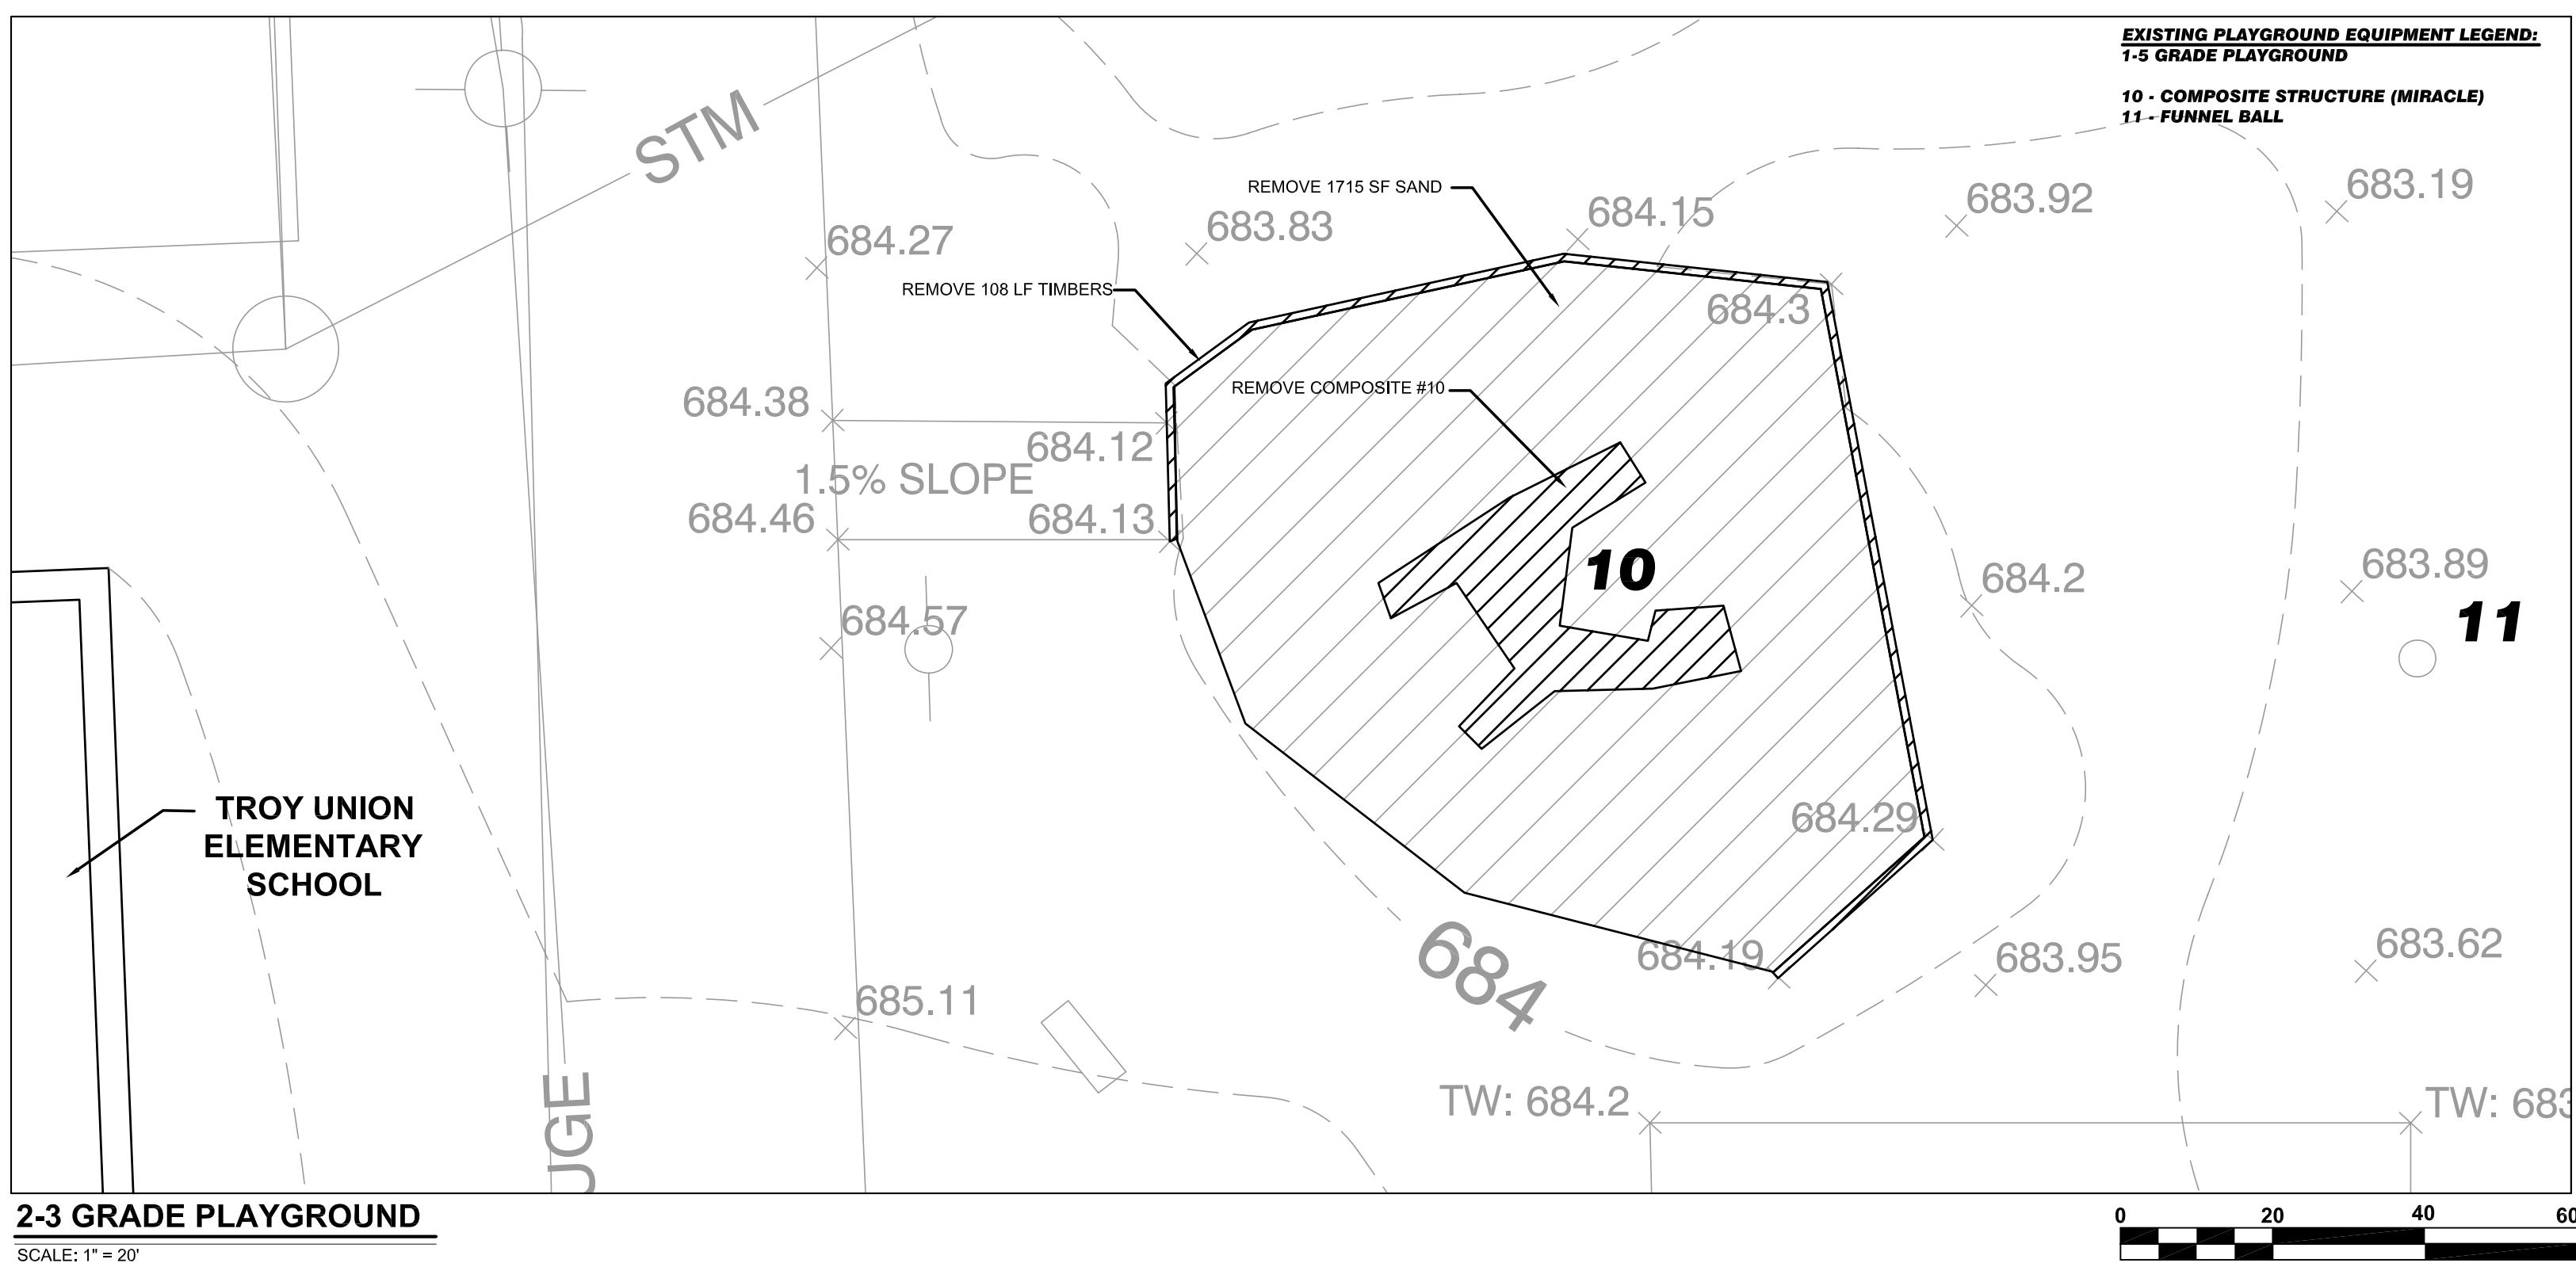 EXISTING PLAYGROUND EQUIPMENT LEGEND:
1-5 GRADE PLAYGROUND
10 - COMPOSITE STRUCTURE (MIRACLE)
11 - FUNNEL BALL
STM
REMOVE 1715 SF SAND
684.15
683.92
683.19
684.27
683.83
REMOVE 108 LF TIMBERS
684.3
684.38
REMOVE COMPOSITE #10
684.12
1.5% SLOPE
684.46
684.13
10
684.2
683.89
684.57
11
TROY UNION
ELEMENTARY
SCHOOL
684.29
684.19
684
683.95
683.62
685.11
UGE
TW: 684.2
TW: 683
2-3 GRADE PLAYGROUND
SCALE: 1" = 20'
0 20 40 60